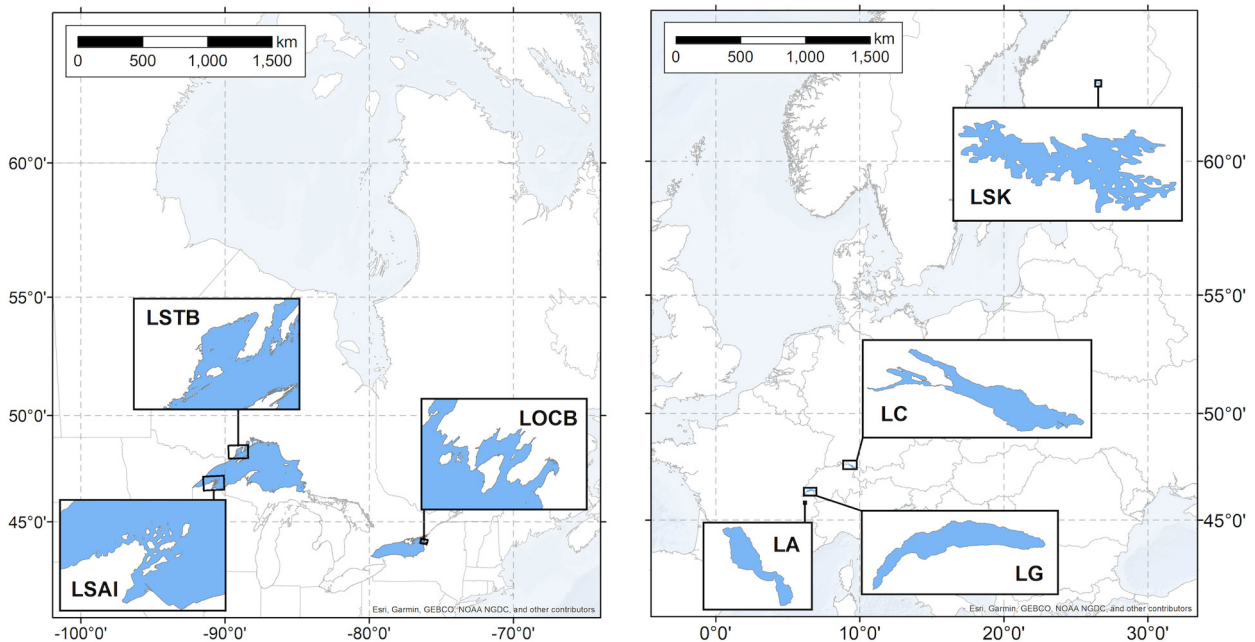 km
0 500 1,000 1,500
60°0'
55°0'
50°0'
45°0'
LSTB
LOCB
LSAI
Esri, Garmin, GEBCO, NOAA NGDC, and other contributors
-100°0' -90°0' -80°0' -70°0'
km
0 500 1,000 1,500
60°0'
55°0'
50°0'
45°0'
LSK
LC
LA
LG
Esri, Garmin, GEBCO, NOAA NGDC, and other contributors
0°0' 10°0' 20°0' 30°0'